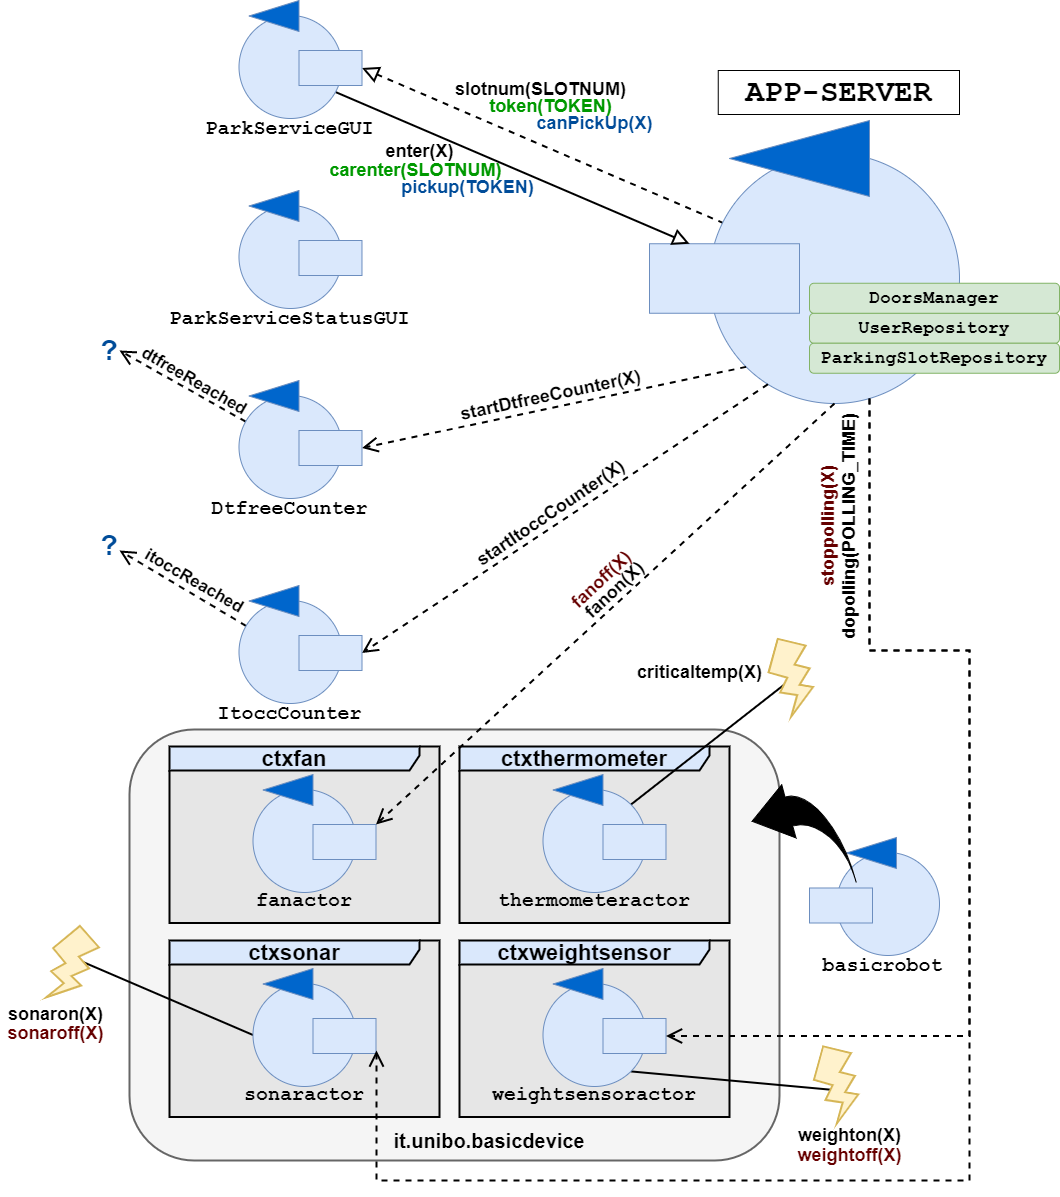 ParkServiceGUI
slotnum(SLOTNUM)
token(TOKEN)
canPickUp(X)
enter(X)
carenter(SLOTNUM)
pickup(TOKEN)
APP-SERVER
DoorsManager
UserRepository
ParkingSlotRepository
ParkServiceStatusGUI
?
dtfreeReached
DtfreeCounter
startDtfreeCounter(X)
?
itoccReached
ItoccCounter
startItoccCounter(X)
fanoff(X)
fanon(X)
stoppolling(X)
dopolling(POLLING_TIME)
criticaltemp(X)
ctxfan
fanactor
ctxthermometer
thermometeractor
basicrobot
ctxsonar
sonaractor
sonaron(X)
sonaroff(X)
ctxweightsensor
weightsensoractor
weighton(X)
weightoff(X)
it.unibo.basicdevice